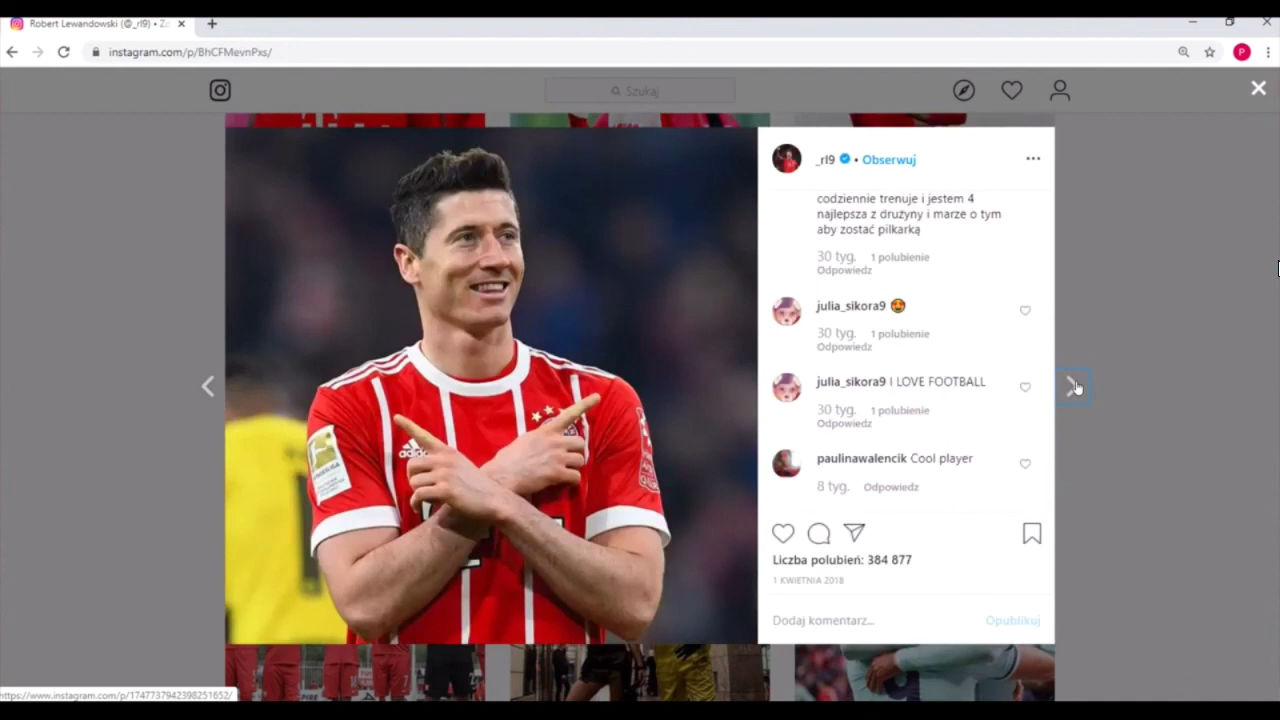 Robert Lewandowski (@_rl9) • Z
instagram.com/p/BhCFMevnPxs/
P
Szukaj
_rl9 • Obserwuj
codziennie trenuje i jestem 4
najlepsza z drużyny i marze o tym
aby zostać pilkarką
30 tyg. 1 polubienie
Odpowiedz
julia_sikora9 😍
30 tyg. 1 polubienie
Odpowiedz
julia_sikora9 I LOVE FOOTBALL
30 tyg. 1 polubienie
Odpowiedz
paulinawalencik Cool player
8 tyg. Odpowiedz
Liczba polubień: 384 877
1 KWIETNIA 2018
Dodaj komentarz... Opublikuj
adidas
https://www.instagram.com/p/1747737942398251652/